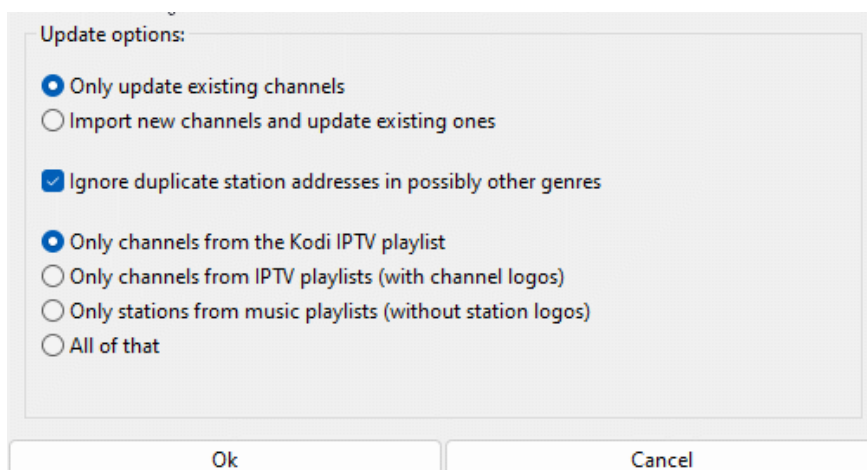 Update options:
Only update existing channels
Import new channels and update existing ones
Ignore duplicate station addresses in possibly other genres
Only channels from the Kodi IPTV playlist
Only channels from IPTV playlists (with channel logos)
Only stations from music playlists (without station logos)
All of that
Ok
Cancel